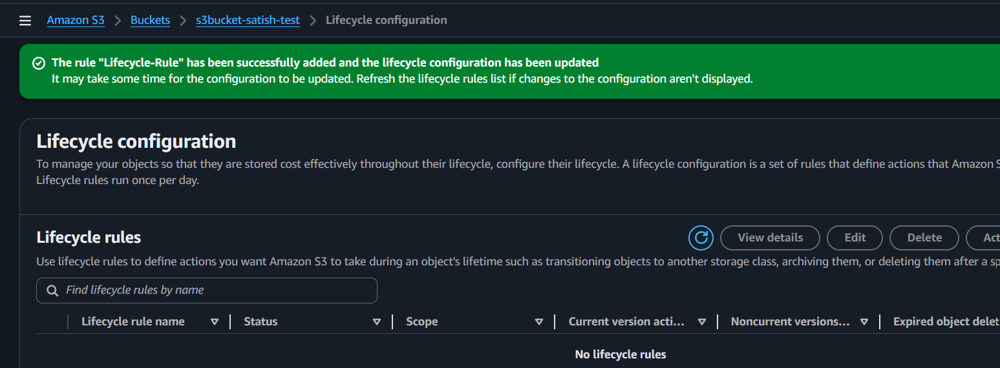 Amazon S3 > Buckets > s3bucket-satish-test > Lifecycle configuration
The rule "Lifecycle-Rule" has been successfully added and the lifecycle configuration has been updated
It may take some time for the configuration to be updated. Refresh the lifecycle rules list if changes to the configuration aren't displayed.
Lifecycle configuration
To manage your objects so that they are stored cost effectively throughout their lifecycle, configure their lifecycle. A lifecycle configuration is a set of rules that define actions that Amazon S
Lifecycle rules run once per day.
Lifecycle rules View details Edit Delete Act
Use lifecycle rules to define actions you want Amazon S3 to take during an object's lifetime such as transitioning objects to another storage class, archiving them, or deleting them after a sp
Find lifecycle rules by name
Lifecycle rule name Status Scope Current version acti... Noncurrent versions... Expired object delet
No lifecycle rules